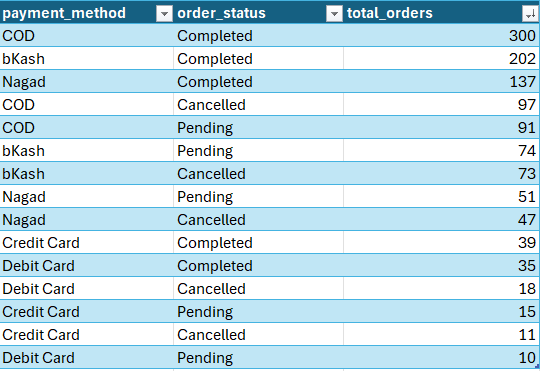 payment_method order_status total_orders
COD Completed 300
bKash Completed 202
Nagad Completed 137
COD Cancelled 97
COD Pending 91
bKash Pending 74
bKash Cancelled 73
Nagad Pending 51
Nagad Cancelled 47
Credit Card Completed 39
Debit Card Completed 35
Debit Card Cancelled 18
Credit Card Pending 15
Credit Card Cancelled 11
Debit Card Pending 10